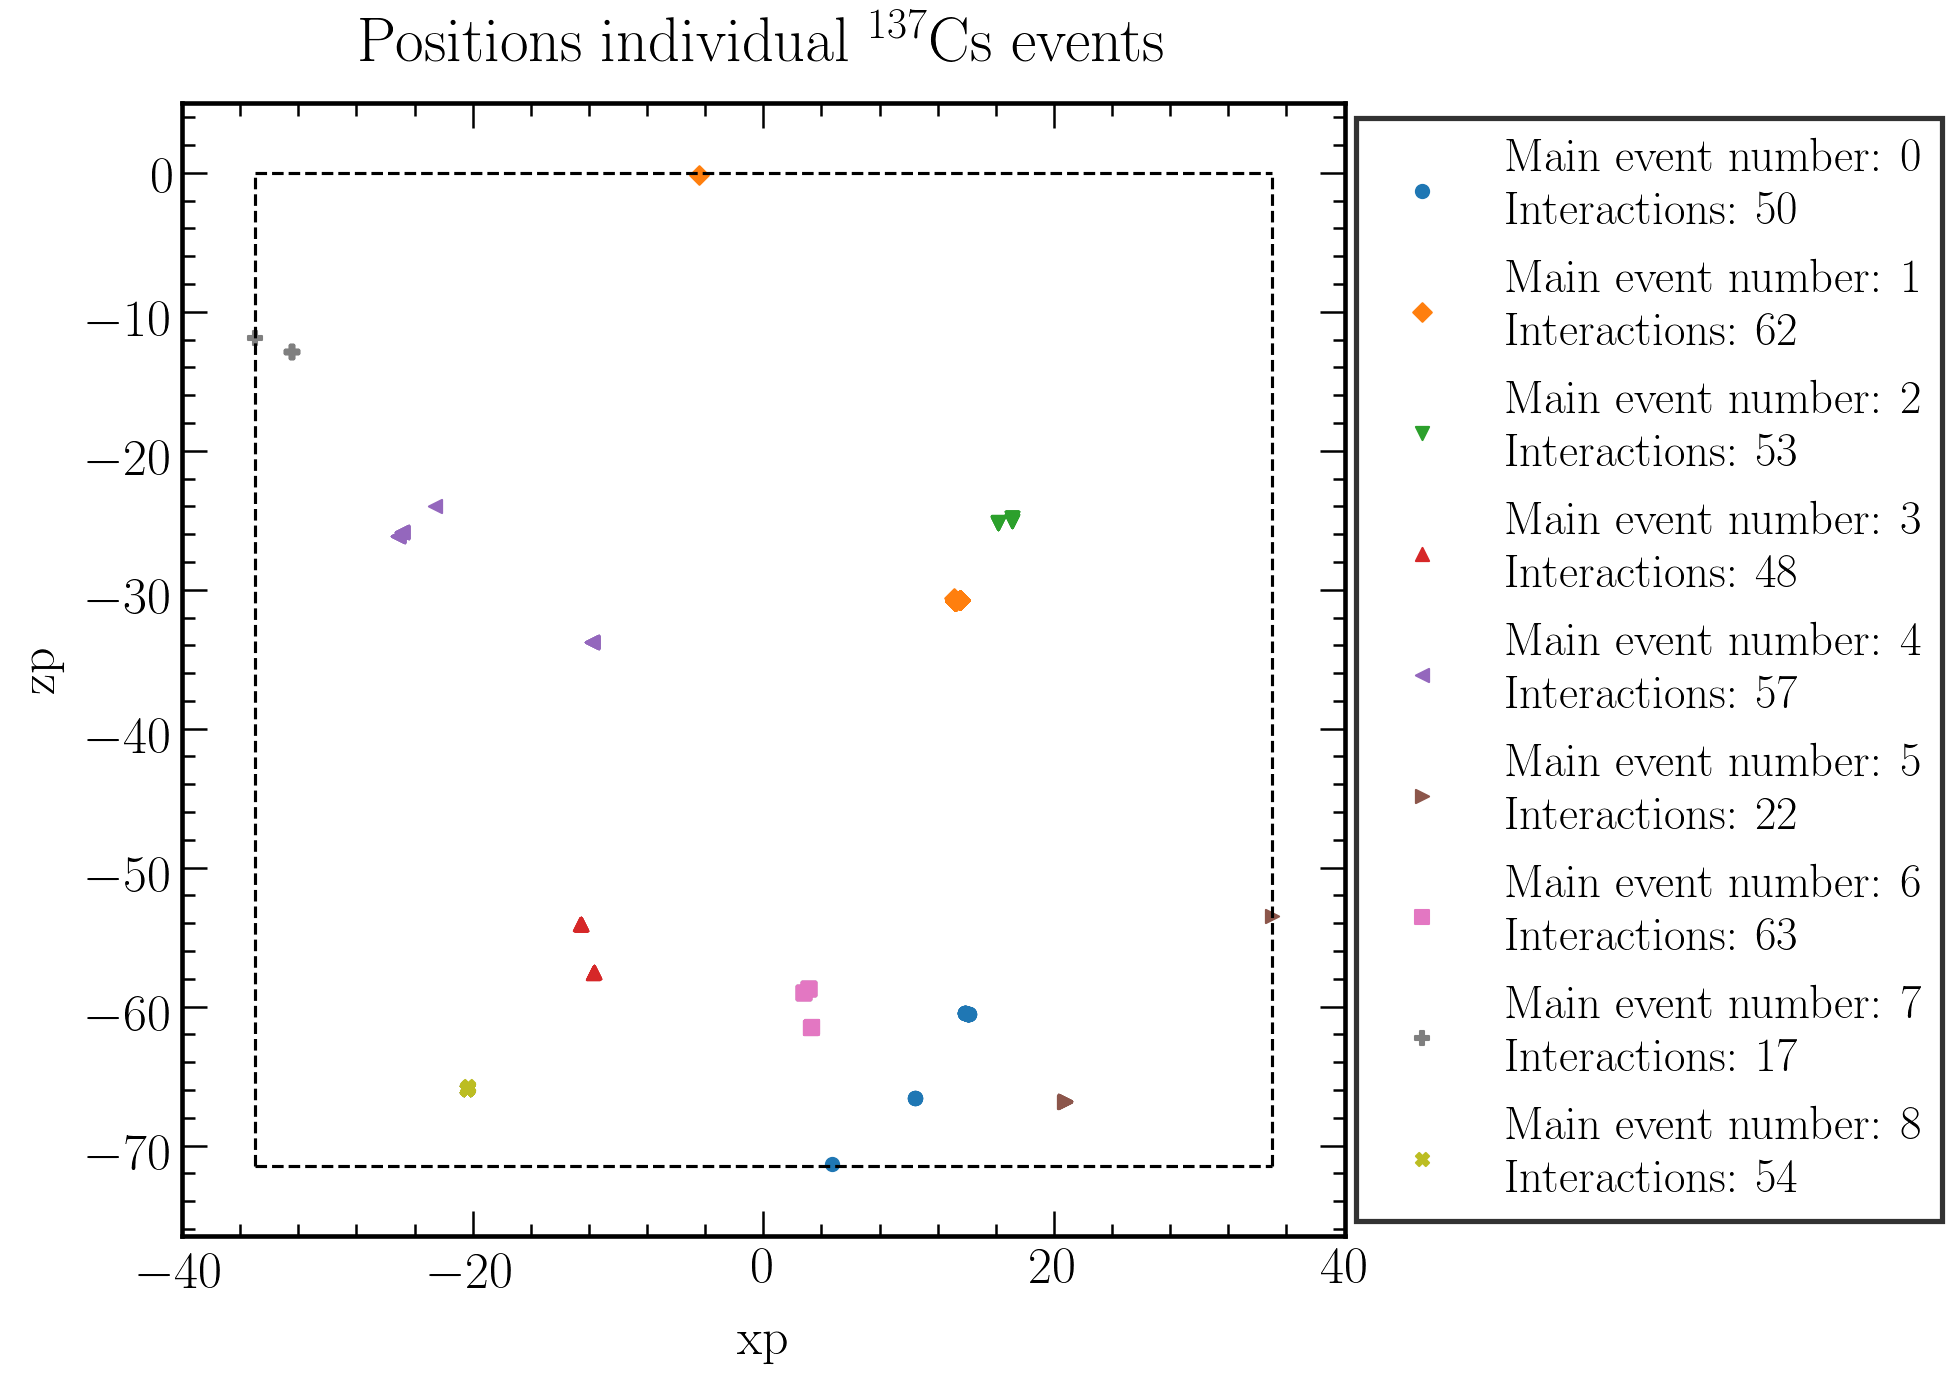 Positions individual ¹³⁷Cs events
0
−10
−20
−30
−40
−50
−60
−70
zp
−40
−20
0
20
40
xp
Main event number: 0
Interactions: 50
Main event number: 1
Interactions: 62
Main event number: 2
Interactions: 53
Main event number: 3
Interactions: 48
Main event number: 4
Interactions: 57
Main event number: 5
Interactions: 22
Main event number: 6
Interactions: 63
Main event number: 7
Interactions: 17
Main event number: 8
Interactions: 54